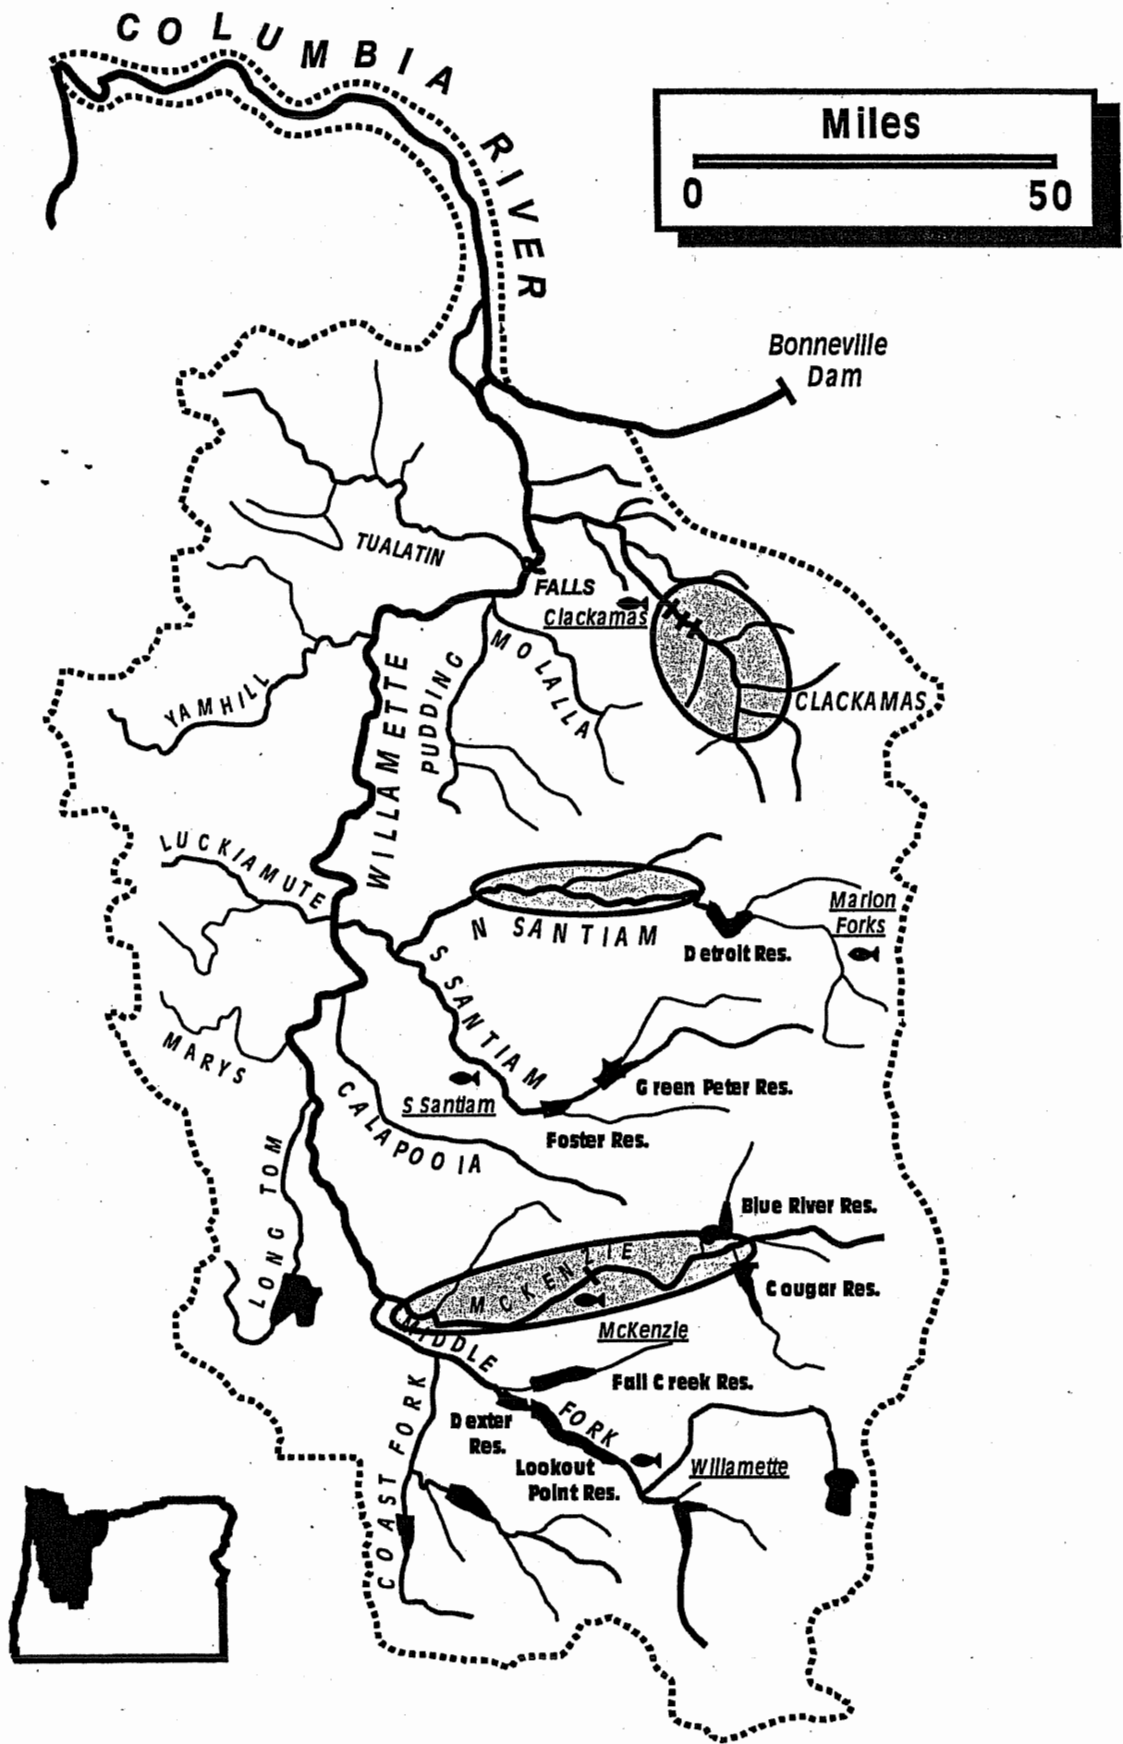 COLUMBIA RIVER
Miles
0 50
Bonneville
Dam
TUALATIN
FALLS
Clackamas
MOLALLA
PUDDING
YAMHILL
WILLAMETTE
CLACKAMAS
LUCKIAMUTE
N SANTIAM
Marion
Forks
Detroit Res.
S SANTIAM
MARYS
Green Peter Res.
S Santiam
CALAPOOIA
Foster Res.
LONG TOM
Blue River Res.
MCKENZIE
Cougar Res.
McKenzie
MIDDLE FORK
Fall Creek Res.
Dexter
Res.
COAST FORK
Lookout
Point Res.
Willamette